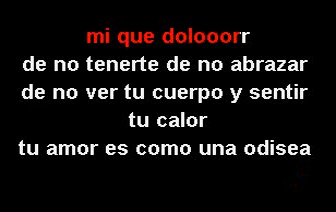 mi que dolooorr
de no tenerte de no abrazar
de no ver tu cuerpo y sentir
tu calor
tu amor es como una odisea